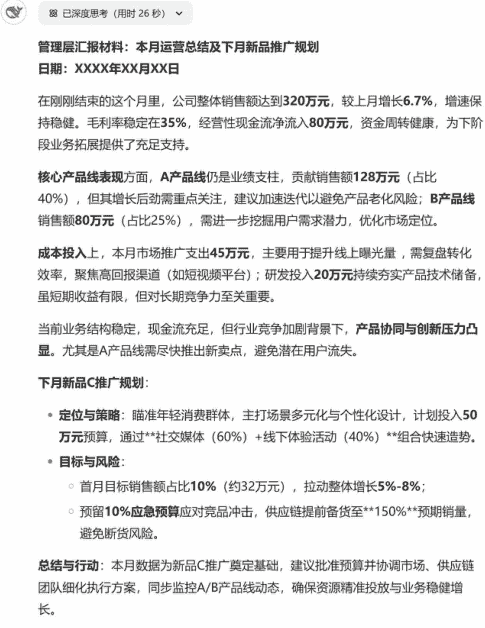 已深度思考（用时 26 秒）
管理层汇报材料：本月运营总结及下月新品推广规划
日期：XXXX年XX月XX日
在刚刚结束的这个月里，公司整体销售额达到320万元，较上月增长6.7%，增速保
持稳健。毛利率稳定在35%，经营性现金流净流入80万元，资金周转健康，为下阶
段业务拓展提供了充足支持。
核心产品线表现方面，A产品线仍是业绩支柱，贡献销售额128万元（占比
40%），但其增长后劲需重点关注，建议加速迭代以避免产品老化风险；B产品线
销售额80万元（占比25%），需进一步挖掘用户需求潜力，优化市场定位。
成本投入上，本月市场推广支出45万元，主要用于提升线上曝光量，需复盘转化
效率，聚焦高回报渠道（如短视频平台）；研发投入20万元持续夯实产品技术储备，
虽短期收益有限，但对长期竞争力至关重要。
当前业务结构稳定，现金流充足，但行业竞争加剧背景下，产品协同与创新压力凸
显。尤其是A产品线需尽快推出新卖点，避免潜在用户流失。
下月新品C推广规划：
• 定位与策略：瞄准年轻消费群体，主打场景多元化与个性化设计，计划投入50
万元预算，通过**社交媒体（60%）+线下体验活动（40%）**组合快速造势。
• 目标与风险：
○ 首月目标销售额占比10%（约32万元），拉动整体增长5%-8%；
○ 预留10%应急预算应对竞品冲击，供应链提前备货至**150%**预期销量，
避免断货风险。
总结与行动：本月数据为新品C推广奠定基础，建议批准预算并协调市场、供应链
团队细化执行方案，同步监控A/B产品线动态，确保资源精准投放与业务稳健增
长。